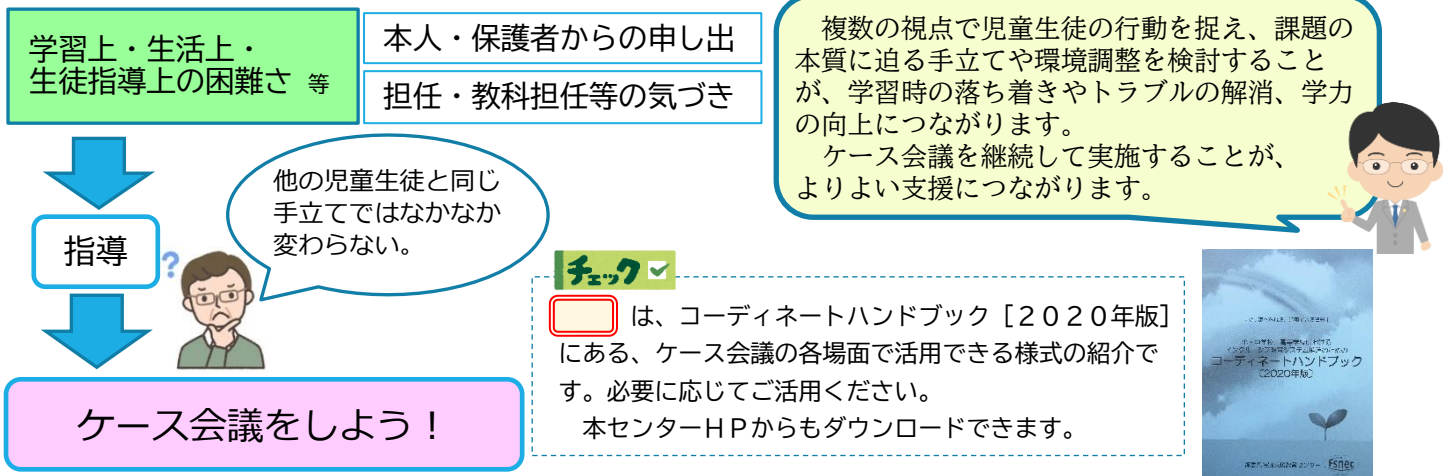 学習上・生活上・
生徒指導上の困難さ 等
本人・保護者からの申し出
担任・教科担任等の気づき
複数の視点で児童生徒の行動を捉え、課題の
本質に迫る手立てや環境調整を検討すること
が、学習時の落ち着きやトラブルの解消、学力
の向上につながります。
ケース会議を継続して実施することが、
よりよい支援につながります。
指導
?
他の児童生徒と同じ
手立てではなかなか
変わらない。
チェック
は、コーディネートハンドブック[2020年版]
にある、ケース会議の各場面で活用できる様式の紹介で
す。必要に応じてご活用ください。
本センターHPからもダウンロードできます。
ケース会議をしよう!
コーディネートハンドブック
[2020年版]
Fsnec